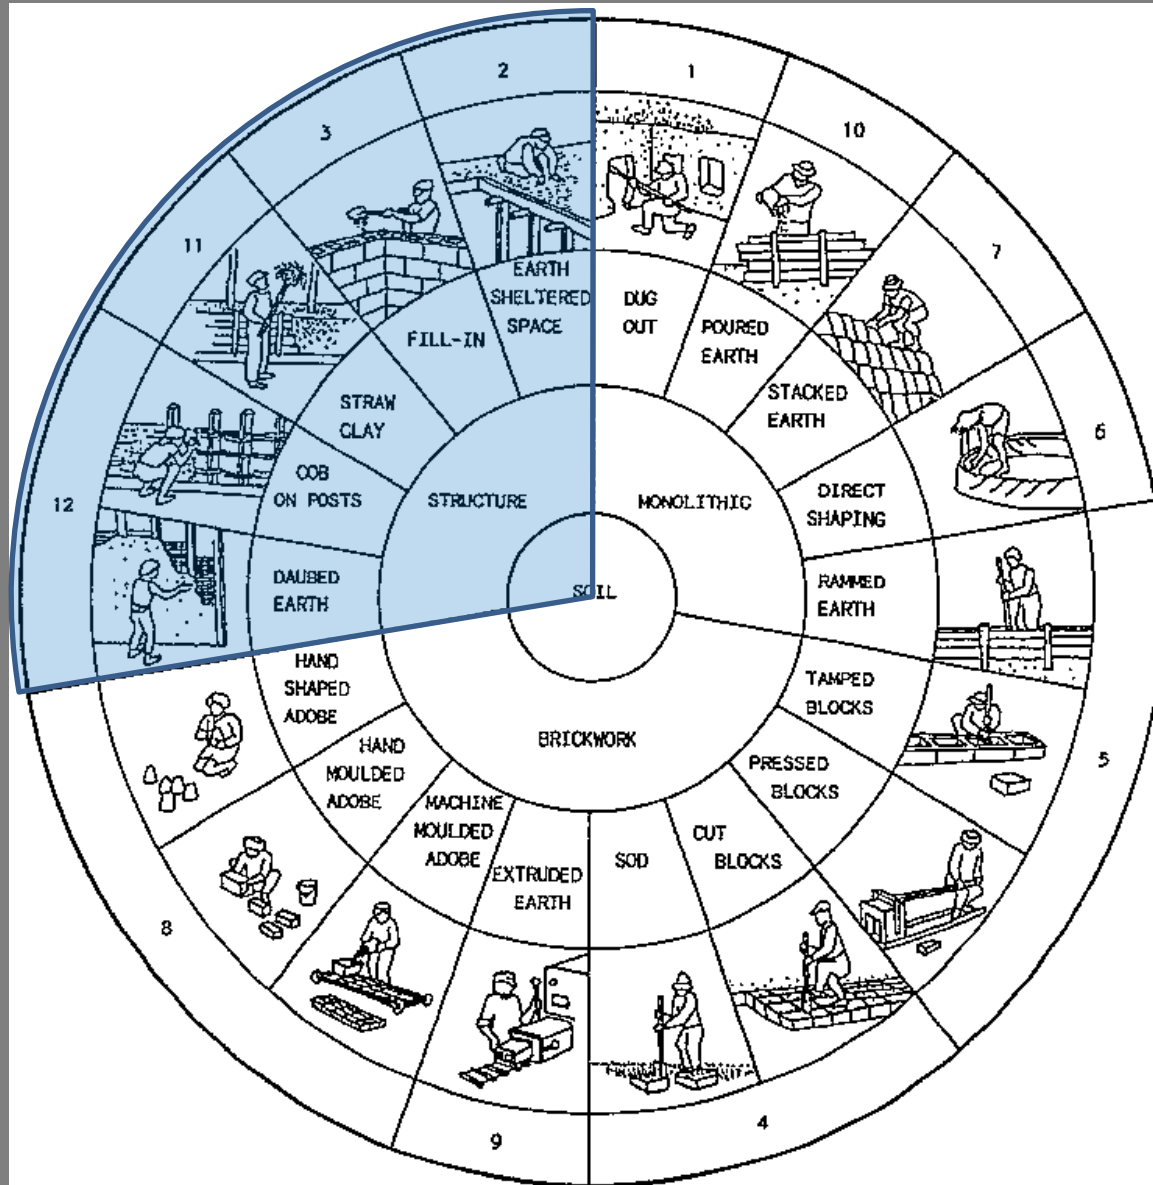 2
1
3
10
11
7
12
6
8
5
9
4
EARTH
SHELTERED
SPACE
DUG
OUT
FILL-IN
POURED
EARTH
STRAW
CLAY
STACKED
EARTH
COB
ON POSTS
DIRECT
SHAPING
DAUBED
EARTH
RAMMED
EARTH
HAND
SHAPED
ADOBE
TAMPED
BLOCKS
HAND
MOULDED
ADOBE
PRESSED
BLOCKS
MACHINE
MOULDED
ADOBE
CUT
BLOCKS
EXTRUDED
EARTH
SOD
STRUCTURE
MONOLITHIC
SOIL
BRICKWORK